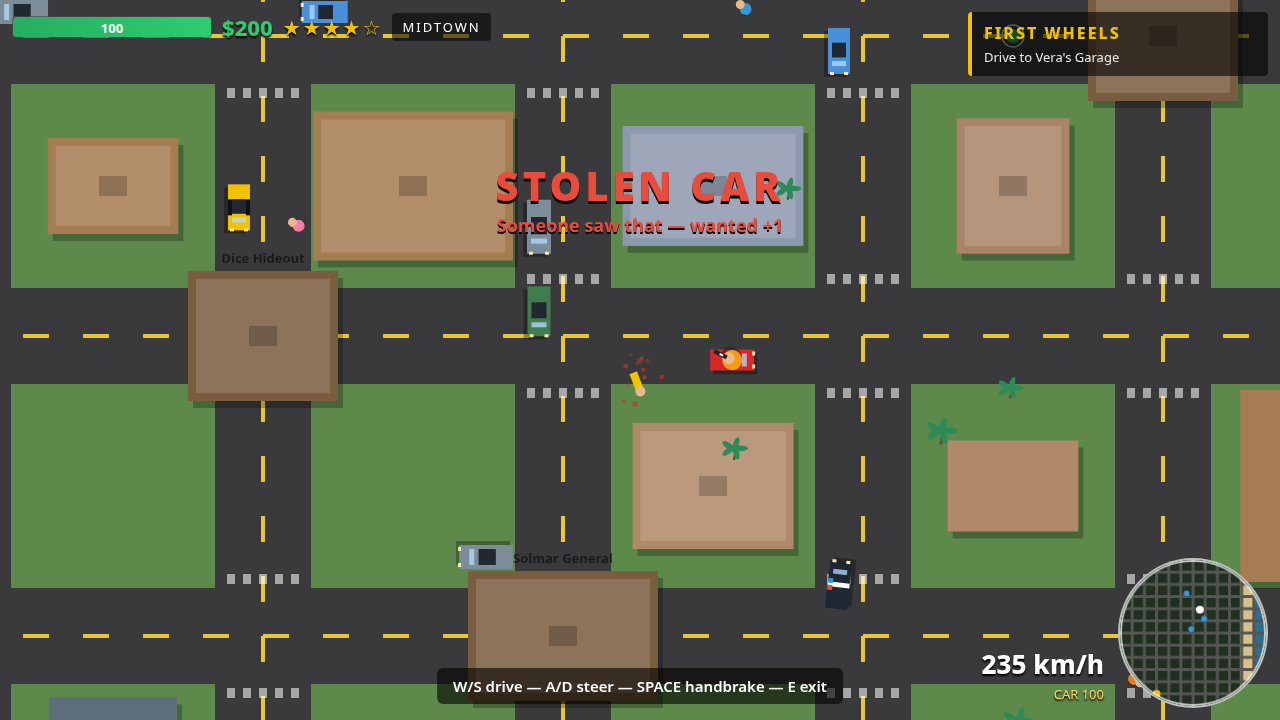 100
$200
★★★★☆
MIDTOWN
FIRST WHEELS
Drive to Vera's Garage
STOLEN CAR
Someone saw that — wanted +1
Dice Hideout
Solmar General
W/S drive — A/D steer — SPACE handbrake — E exit
235 km/h
CAR 100